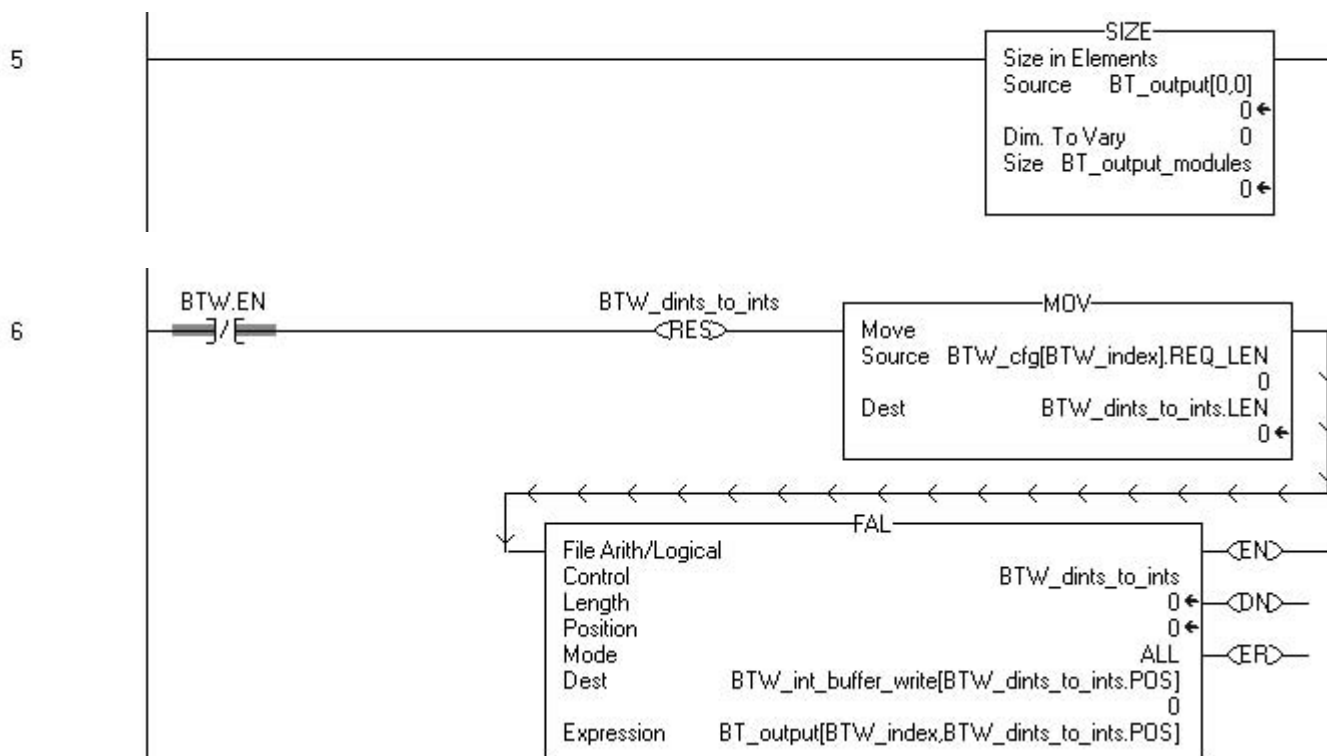 5
SIZE
Size in Elements
Source BT_output[0,0]
0
Dim. To Vary 0
Size BT_output_modules
0
6
BTW.EN
BTW_dints_to_ints
RES
MOV
Move
Source BTW_cfg[BTW_index].REQ_LEN
0
Dest BTW_dints_to_ints.LEN
0
FAL
File Arith/Logical
Control BTW_dints_to_ints
Length 0
Position 0
Mode ALL
Dest BTW_int_buffer_write[BTW_dints_to_ints.POS]
0
Expression BT_output[BTW_index,BTW_dints_to_ints.POS]
EN
DN
ER